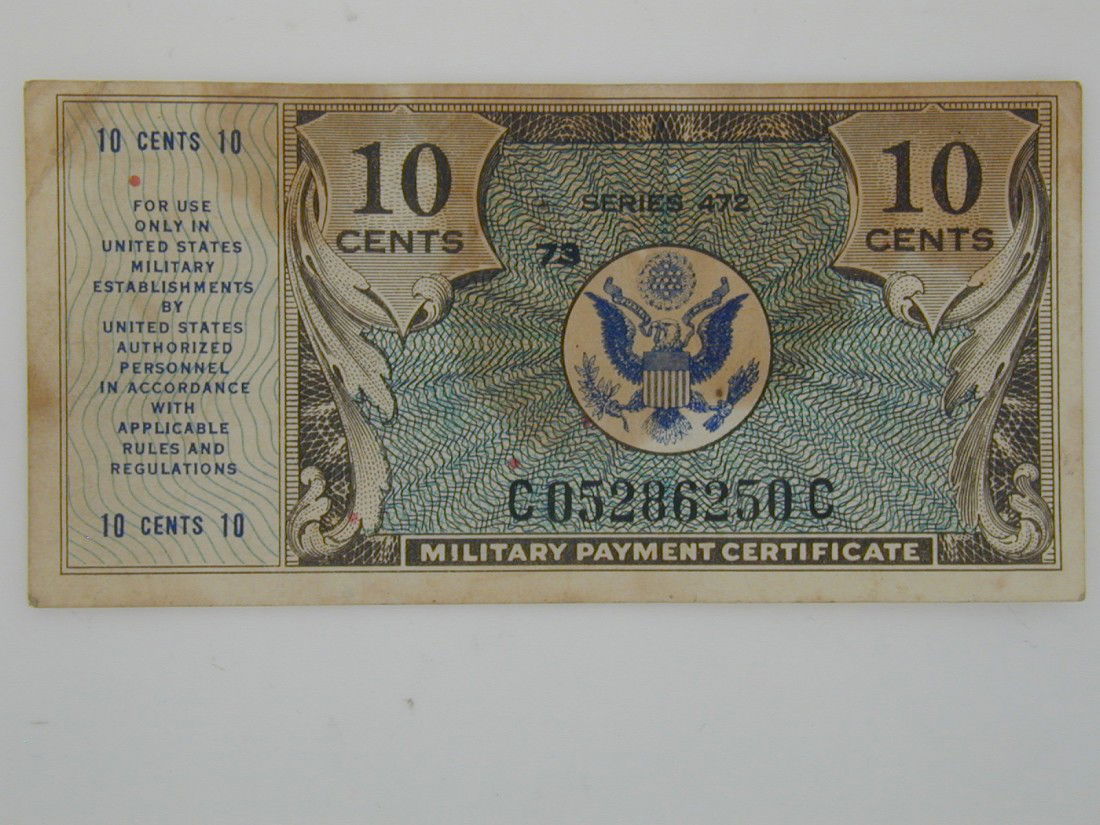 10 CENTS 10
FOR USE
ONLY IN
UNITED STATES
MILITARY
ESTABLISHMENTS
BY
UNITED STATES
AUTHORIZED
PERSONNEL
IN ACCORDANCE
WITH
APPLICABLE
RULES AND
REGULATIONS
10 CENTS 10
10
CENTS
SERIES 472
73
10
CENTS
C05286250C
MILITARY PAYMENT CERTIFICATE